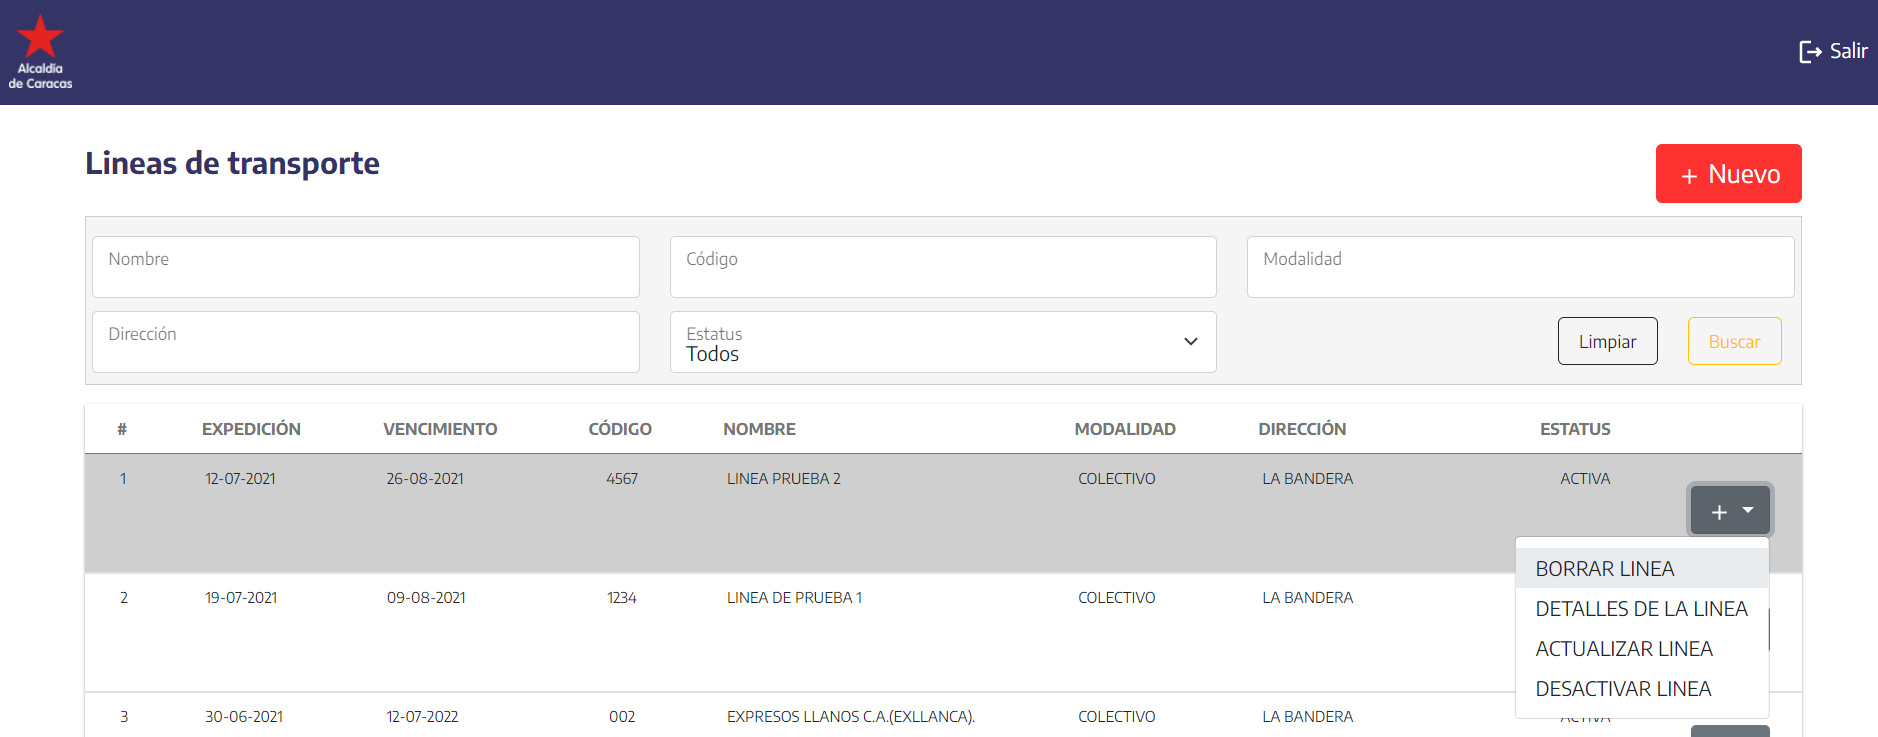 Alcaldía
de Caracas
Salir
Lineas de transporte
+ Nuevo
Nombre
Código
Modalidad
Dirección
Estatus
Todos
Limpiar
Buscar
# EXPEDICIÓN VENCIMIENTO CÓDIGO NOMBRE MODALIDAD DIRECCIÓN ESTATUS
1 12-07-2021 26-08-2021 4567 LINEA PRUEBA 2 COLECTIVO LA BANDERA ACTIVA
+
BORRAR LINEA
DETALLES DE LA LINEA
ACTUALIZAR LINEA
DESACTIVAR LINEA
2 19-07-2021 09-08-2021 1234 LINEA DE PRUEBA 1 COLECTIVO LA BANDERA
3 30-06-2021 12-07-2022 002 EXPRESOS LLANOS C.A.(EXLLANCA). COLECTIVO LA BANDERA